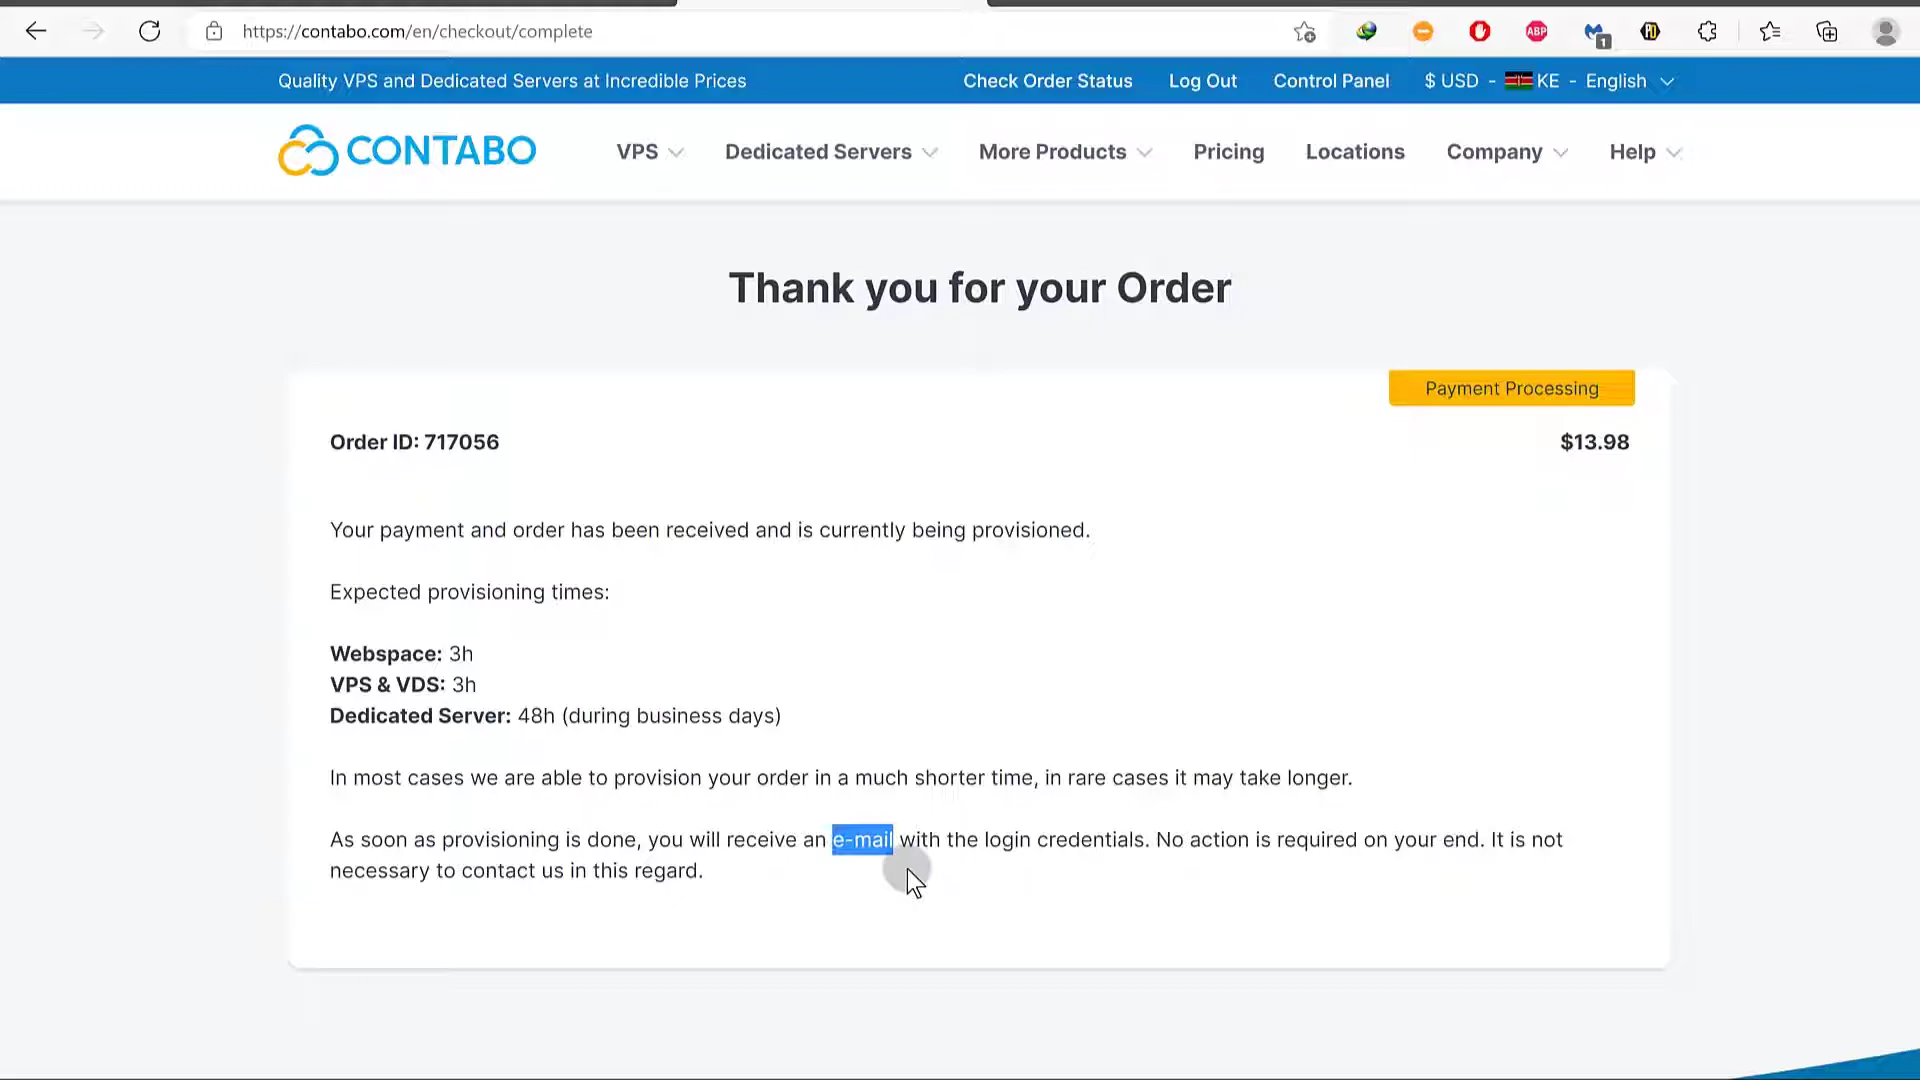 https://contabo.com/en/checkout/complete
ABP
1
Quality VPS and Dedicated Servers at Incredible Prices
Check Order Status
Log Out
Control Panel
$ USD - KE - English
CONTABO
VPS
Dedicated Servers
More Products
Pricing
Locations
Company
Help
Thank you for your Order
Payment Processing
Order ID: 717056
$13.98
Your payment and order has been received and is currently being provisioned.
Expected provisioning times:
Webspace: 3h
VPS & VDS: 3h
Dedicated Server: 48h (during business days)
In most cases we are able to provision your order in a much shorter time, in rare cases it may take longer.
As soon as provisioning is done, you will receive an e-mail with the login credentials. No action is required on your end. It is not
necessary to contact us in this regard.